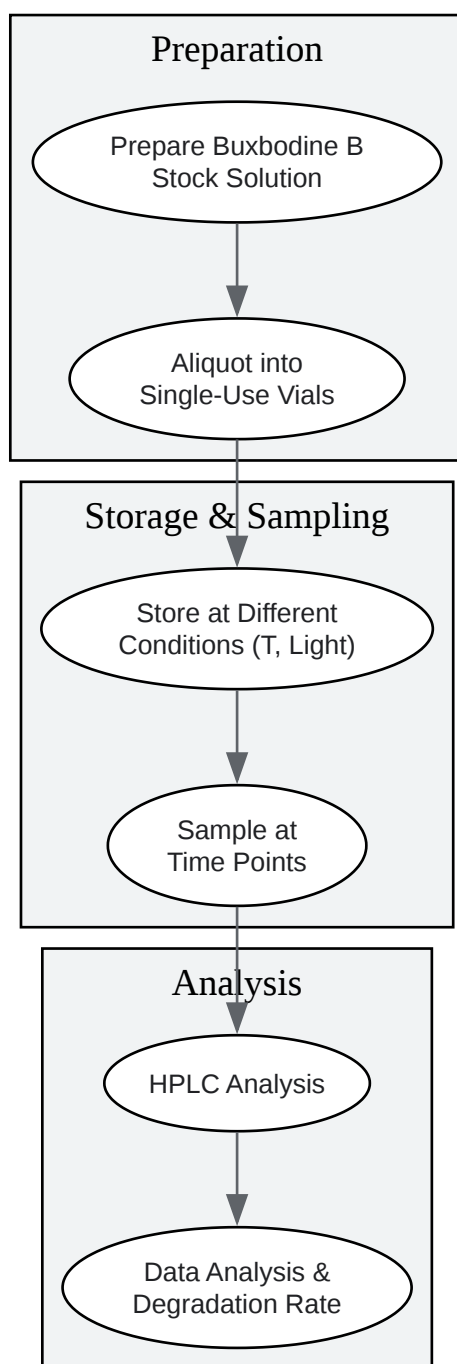 Preparation
Prepare Buxbodine B
Stock Solution
Aliquot into
Single-Use Vials
Storage & Sampling
Store at Different
Conditions (T, Light)
Sample at
Time Points
Analysis
HPLC Analysis
Data Analysis &
Degradation Rate